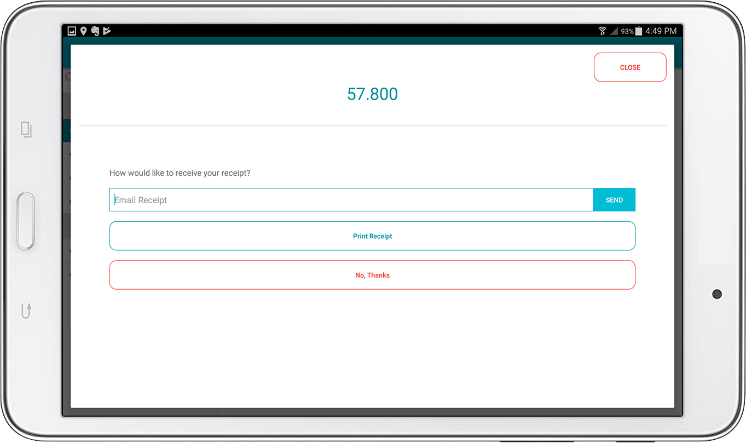 93% 4:49 PM
CLOSE
57.800
How would like to receive your receipt?
Email Receipt
SEND
Print Receipt
No, Thanks